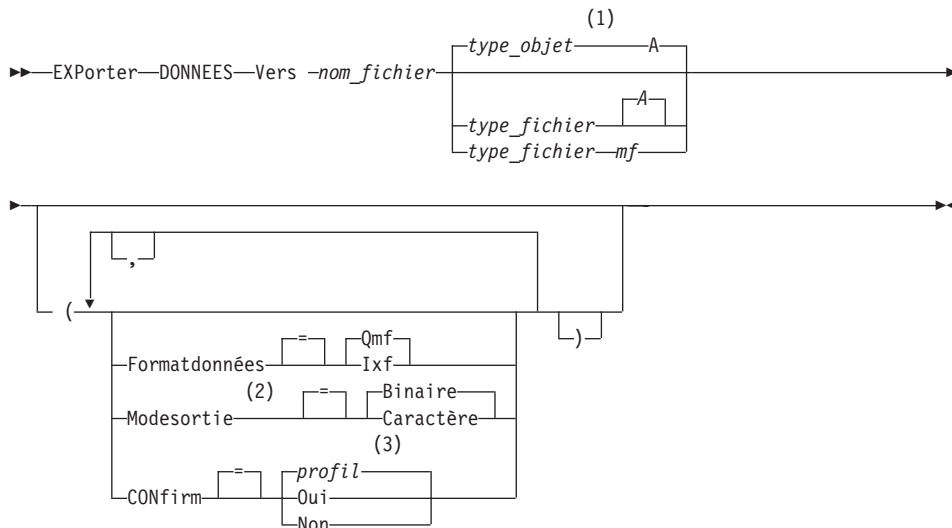 (1)
type_objet A
EXPorter DONNEES Vers nom_fichier
A
type_fichier
type_fichier mf
,
(
)
=
Qmf
Formatdonnées
Ixf
(2)
=
Binaire
Modesortie
Caractère
(3)
=
profil
CONfirm
Oui
Non